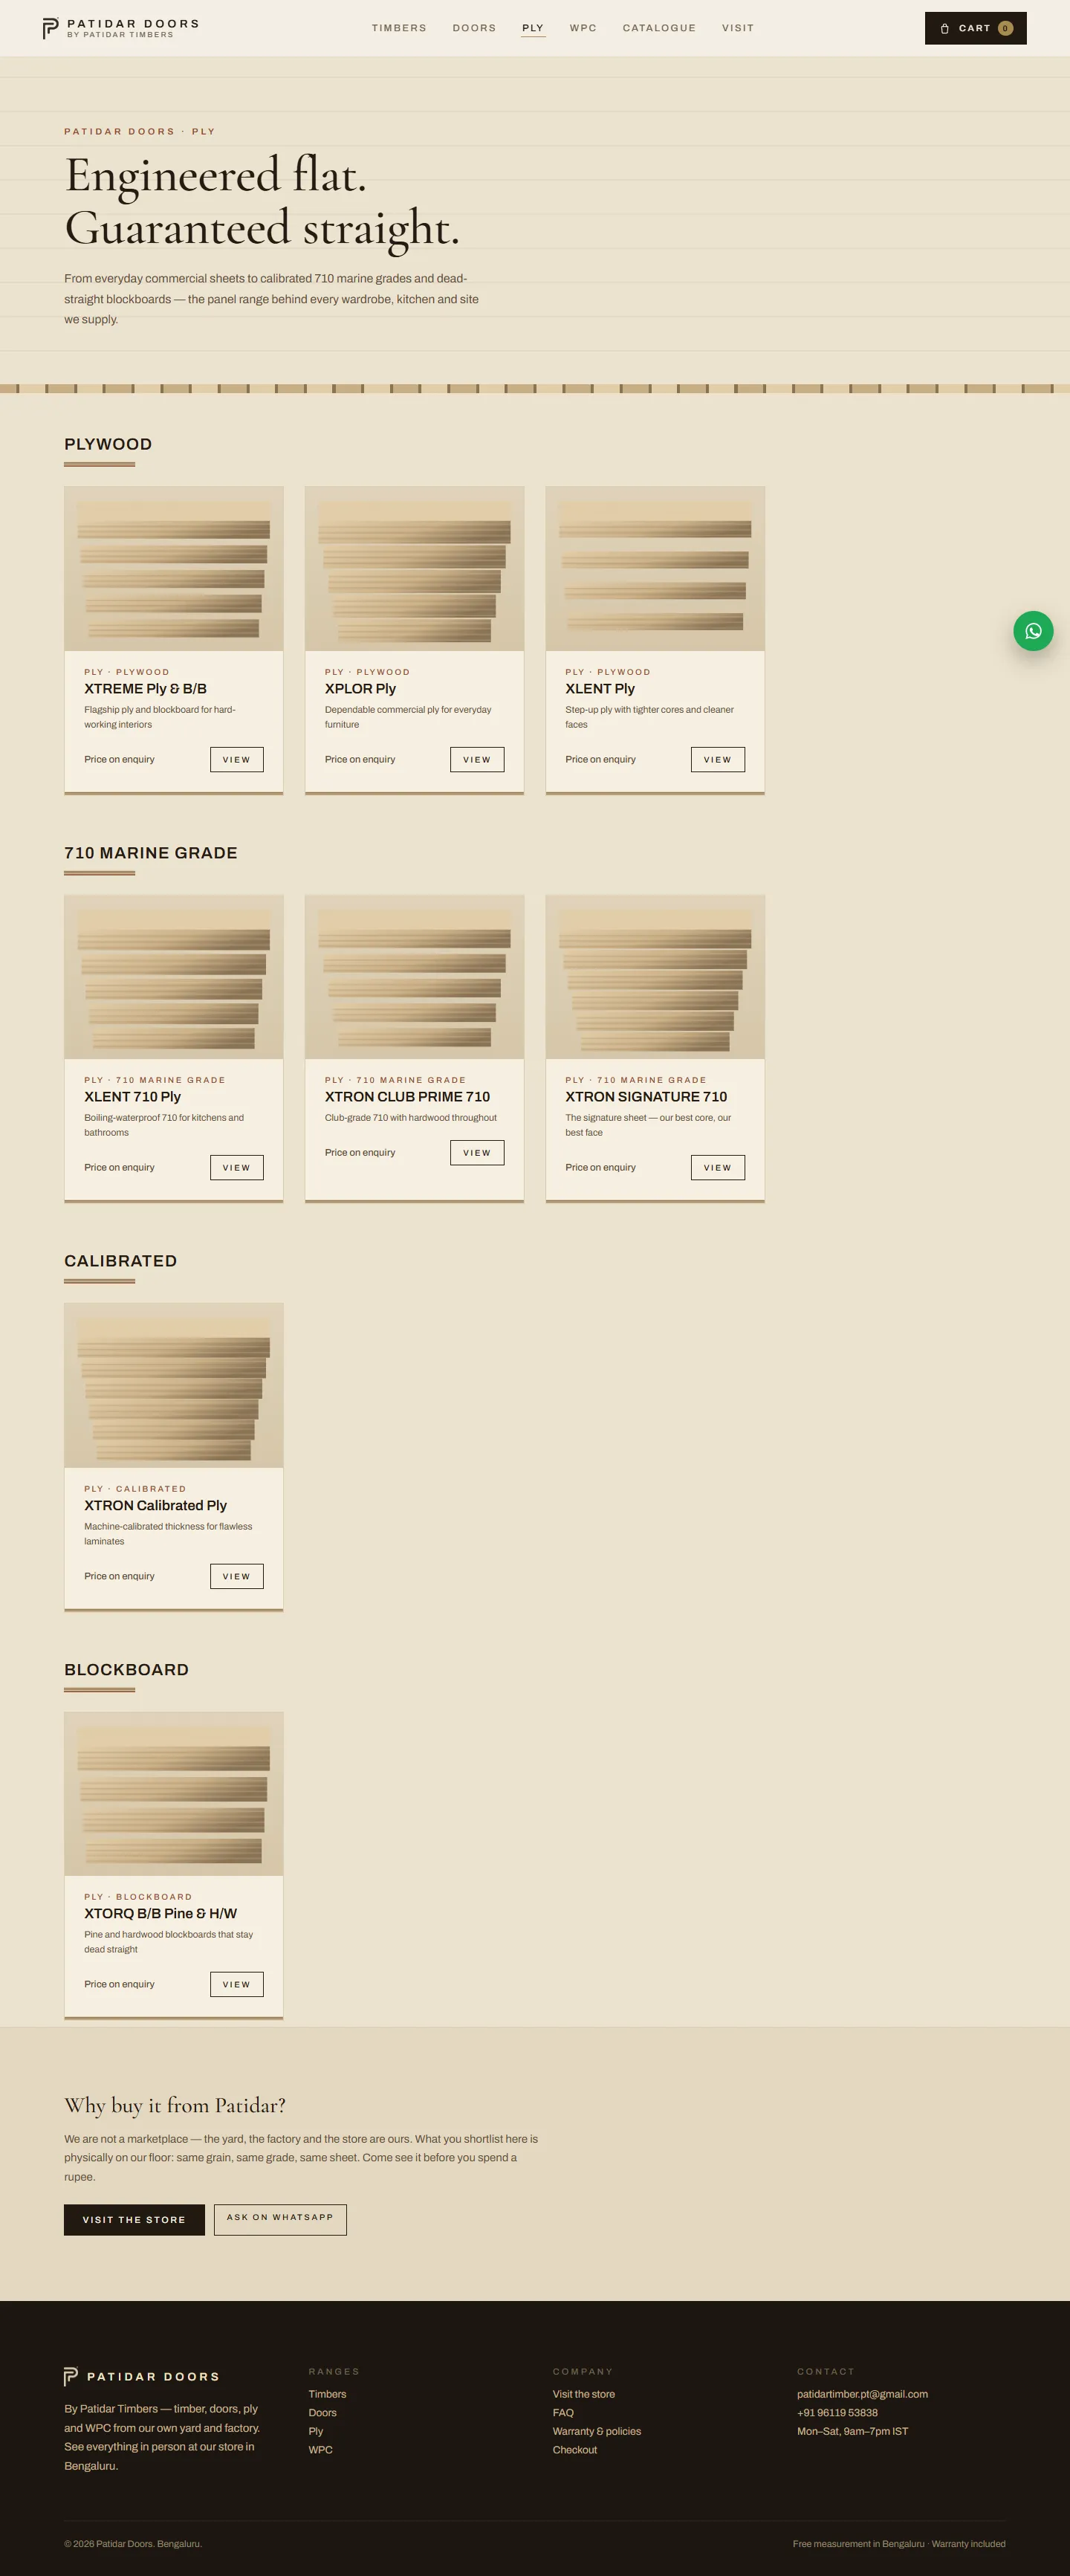 PATIDAR DOORS
BY PATIDAR TIMBERS
TIMBERS
DOORS
PLY
WPC
CATALOGUE
VISIT
CART 0
PATIDAR DOORS · PLY
Engineered flat.
Guaranteed straight.
From everyday commercial sheets to calibrated 710 marine grades and dead-
straight blockboards — the panel range behind every wardrobe, kitchen and site
we supply.
PLYWOOD
PLY · PLYWOOD
XTREME Ply & B/B
Flagship ply and blockboard for hard-
working interiors
Price on enquiry
VIEW
PLY · PLYWOOD
XPLOR Ply
Dependable commercial ply for everyday
furniture
Price on enquiry
VIEW
PLY · PLYWOOD
XLENT Ply
Step-up ply with tighter cores and cleaner
faces
Price on enquiry
VIEW
710 MARINE GRADE
PLY · 710 MARINE GRADE
XLENT 710 Ply
Boiling-waterproof 710 for kitchens and
bathrooms
Price on enquiry
VIEW
PLY · 710 MARINE GRADE
XTRON CLUB PRIME 710
Club-grade 710 with hardwood throughout
Price on enquiry
VIEW
PLY · 710 MARINE GRADE
XTRON SIGNATURE 710
The signature sheet — our best core, our
best face
Price on enquiry
VIEW
CALIBRATED
PLY · CALIBRATED
XTRON Calibrated Ply
Machine-calibrated thickness for flawless
laminates
Price on enquiry
VIEW
BLOCKBOARD
PLY · BLOCKBOARD
XTORQ B/B Pine & H/W
Pine and hardwood blockboards that stay
dead straight
Price on enquiry
VIEW
Why buy it from Patidar?
We are not a marketplace — the yard, the factory and the store are ours. What you shortlist here is
physically on our floor: same grain, same grade, same sheet. Come see it before you spend a
rupee.
VISIT THE STORE
ASK ON WHATSAPP
PATIDAR DOORS
By Patidar Timbers — timber, doors, ply
and WPC from our own yard and factory.
See everything in person at our store in
Bengaluru.
RANGES
Timbers
Doors
Ply
WPC
COMPANY
Visit the store
FAQ
Warranty & policies
Checkout
CONTACT
patidartimber.pt@gmail.com
+91 96119 53838
Mon–Sat, 9am–7pm IST
© 2026 Patidar Doors. Bengaluru.
Free measurement in Bengaluru · Warranty included